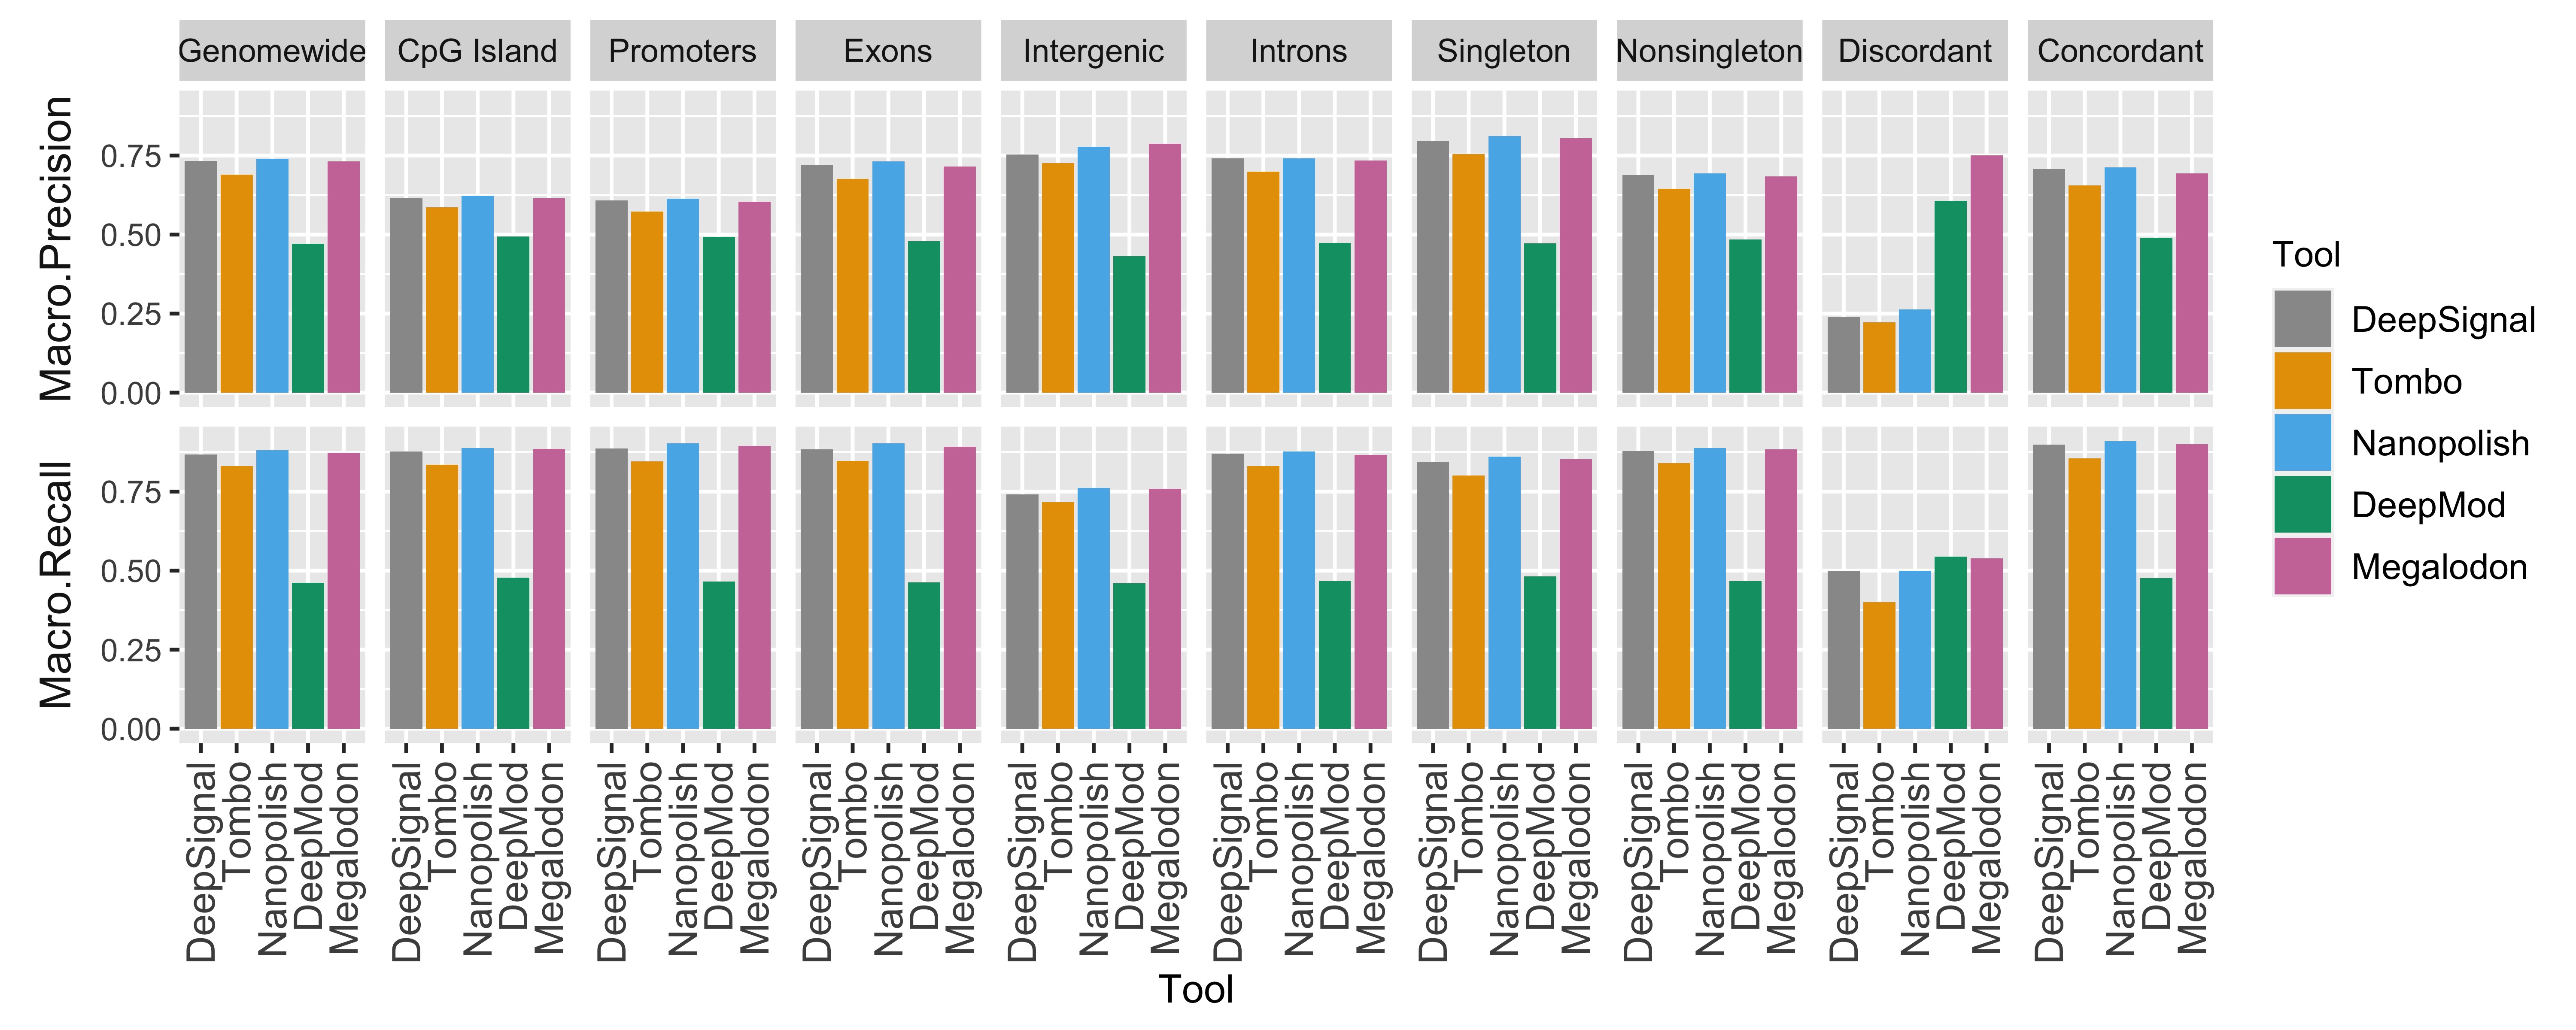 Genomewide CpG Island Promoters Exons Intergenic Introns Singleton Nonsingleton Discordant Concordant
Macro.Precision
0.75
0.50
0.25
0.00
Macro.Recall
0.75
0.50
0.25
0.00
DeepSignal Tombo Nanopolish DeepMod Megalodon DeepSignal Tombo Nanopolish DeepMod Megalodon DeepSignal Tombo Nanopolish DeepMod Megalodon DeepSignal Tombo Nanopolish DeepMod Megalodon DeepSignal Tombo Nanopolish DeepMod Megalodon DeepSignal Tombo Nanopolish DeepMod Megalodon DeepSignal Tombo Nanopolish DeepMod Megalodon DeepSignal Tombo Nanopolish DeepMod Megalodon DeepSignal Tombo Nanopolish DeepMod Megalodon DeepSignal Tombo Nanopolish DeepMod Megalodon
Tool
Tool
DeepSignal
Tombo
Nanopolish
DeepMod
Megalodon